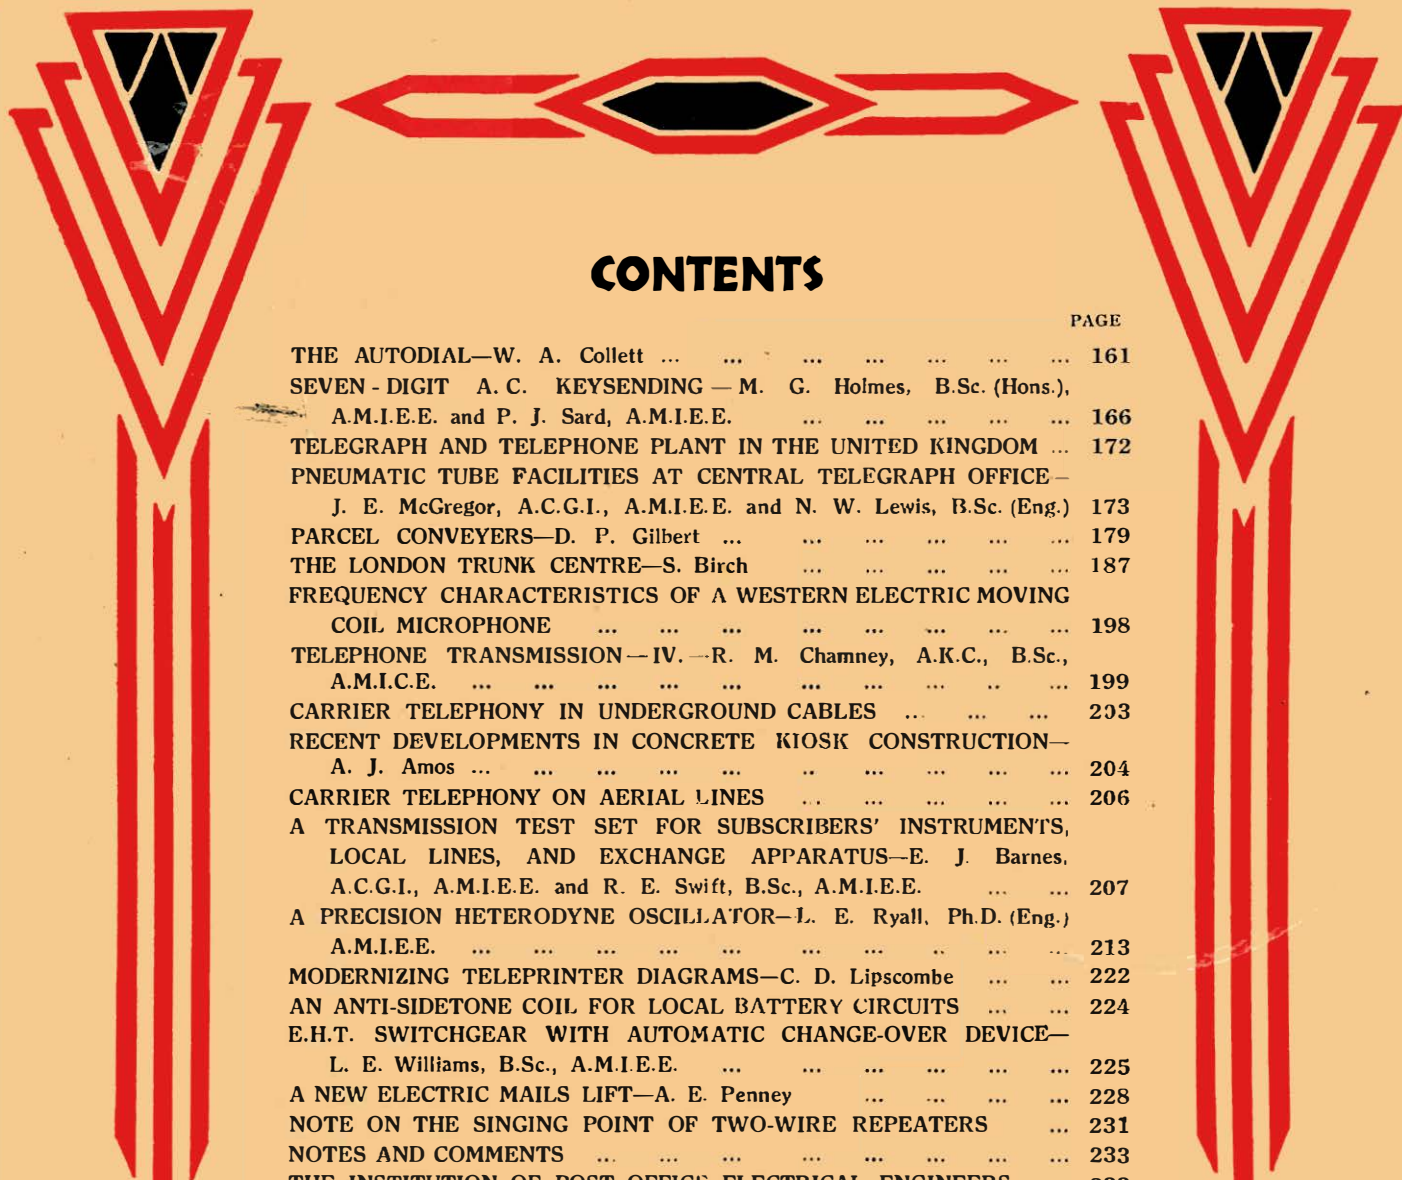 CONTENTS
PAGE
THE AUTODIAL—W. A. Collett ... ... ... ... ... ... ... 161
SEVEN-DIGIT A.C. KEYSENDING—M. G. Holmes, B.Sc. (Hons.),
A.M.I.E.E. and P. J. Sard, A.M.I.E.E. ... ... ... ... ... 166
TELEGRAPH AND TELEPHONE PLANT IN THE UNITED KINGDOM ... 172
PNEUMATIC TUBE FACILITIES AT CENTRAL TELEGRAPH OFFICE—
J. E. McGregor, A.C.G.I., A.M.I.E.E. and N. W. Lewis, B.Sc. (Eng.) 173
PARCEL CONVEYERS—D. P. Gilbert ... ... ... ... ... ... 179
THE LONDON TRUNK CENTRE—S. Birch ... ... ... ... ... 187
FREQUENCY CHARACTERISTICS OF A WESTERN ELECTRIC MOVING
COIL MICROPHONE ... ... ... ... ... ... ... ... 198
TELEPHONE TRANSMISSION—IV.—R. M. Chamney, A.K.C., B.Sc.,
A.M.I.C.E. ... ... ... ... ... ... ... ... .. ... 199
CARRIER TELEPHONY IN UNDERGROUND CABLES ... ... ... 203
RECENT DEVELOPMENTS IN CONCRETE KIOSK CONSTRUCTION—
A. J. Amos ... ... ... ... ... .. ... ... ... ... 204
CARRIER TELEPHONY ON AERIAL LINES ... ... ... ... ... 206
A TRANSMISSION TEST SET FOR SUBSCRIBERS' INSTRUMENTS,
LOCAL LINES, AND EXCHANGE APPARATUS—E. J. Barnes,
A.C.G.I., A.M.I.E.E. and R. E. Swift, B.Sc., A.M.I.E.E. ... ... 207
A PRECISION HETERODYNE OSCILLATOR—L. E. Ryall, Ph.D. (Eng.)
A.M.I.E.E. ... ... ... ... ... ... ... .. ... ... 213
MODERNIZING TELEPRINTER DIAGRAMS—C. D. Lipscombe ... ... 222
AN ANTI-SIDETONE COIL FOR LOCAL BATTERY CIRCUITS ... ... 224
E.H.T. SWITCHGEAR WITH AUTOMATIC CHANGE-OVER DEVICE—
L. E. Williams, B.Sc., A.M.I.E.E. ... ... ... ... ... ... 225
A NEW ELECTRIC MAILS LIFT—A. E. Penney ... ... ... ... 228
NOTE ON THE SINGING POINT OF TWO-WIRE REPEATERS ... 231
NOTES AND COMMENTS ... ... ... ... ... ... ... ... 233
THE INSTITUTION OF POST OFFICE ELECTRICAL ENGINEERS